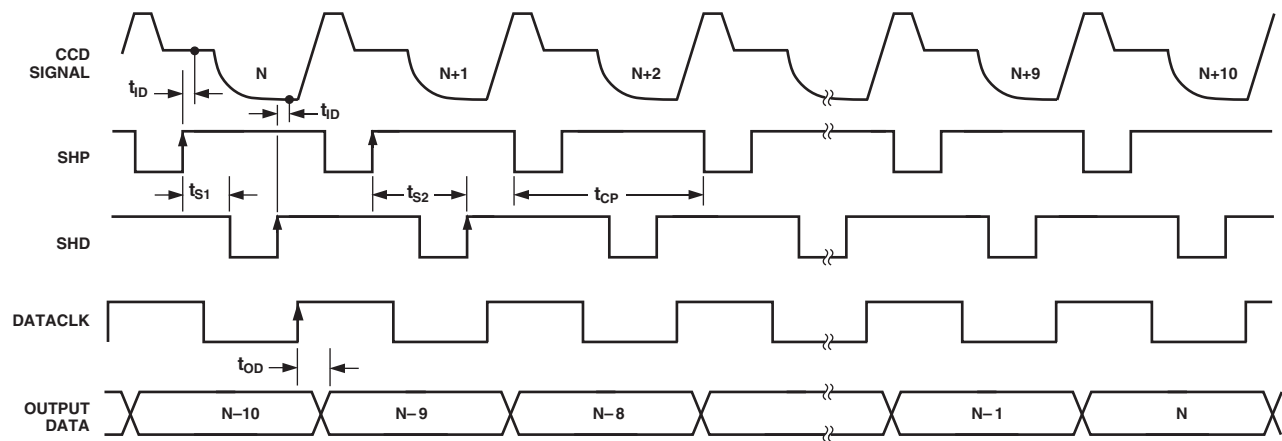 CCD
SIGNAL
N
N+1
N+2
N+9
N+10
tID
tID
SHP
tS1
tS2
tCP
SHD
DATACLK
tOD
OUTPUT
DATA
N–10
N–9
N–8
N–1
N